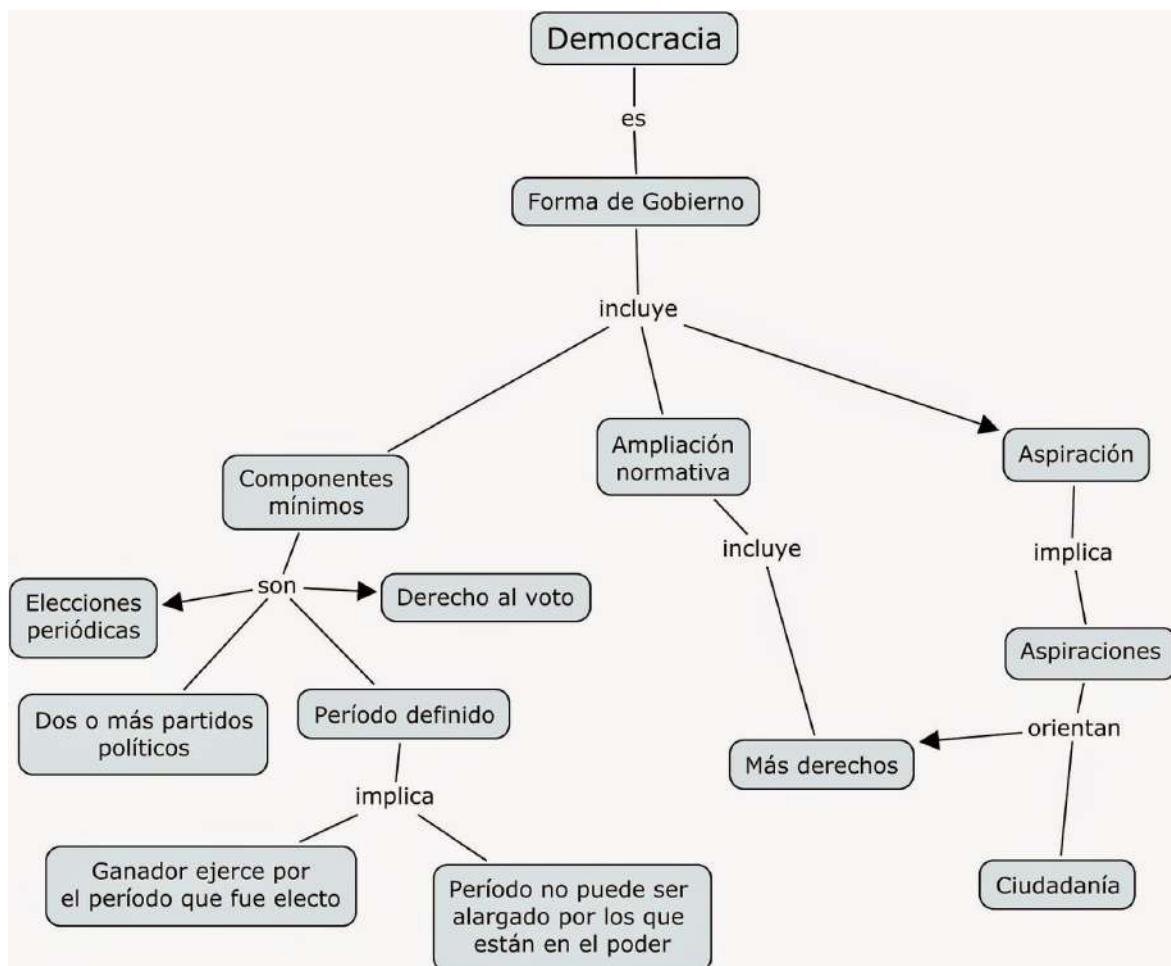 Democracia
es
Forma de Gobierno
incluye
Componentes
mínimos
Ampliación
normativa
Aspiración
son
incluye
implica
Elecciones
periódicas
Derecho al voto
Dos o más partidos
políticos
Período definido
Aspiraciones
orientan
Más derechos
implica
Ganador ejerce por
el período que fue electo
Período no puede ser
alargado por los que
están en el poder
Ciudadanía